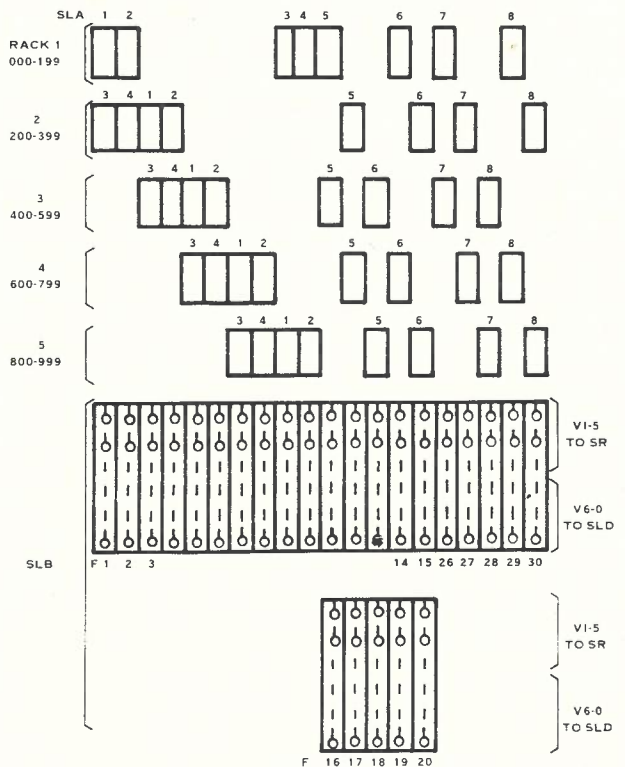 SLA 1 2 3 4 5 6 7 8
RACK 1
000-199
3 4 1 2 5 6 7 8
2
200-399
3 4 1 2 5 6 7 8
3
400-599
3 4 1 2 5 6 7 8
4
600-799
3 4 1 2 5 6 7 8
5
800-999
V1-5
TO SR
V6-0
TO SLD
SLB
F 1 2 3 14 15 26 27 28 29 30
V1-5
TO SR
V6-0
TO SLD
F 16 17 18 19 20